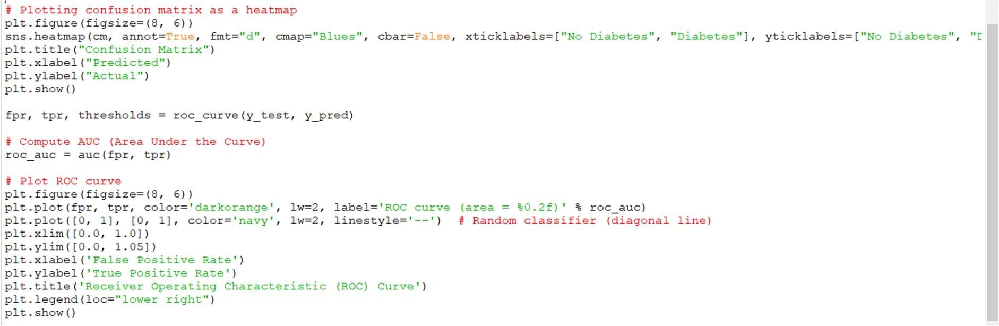 # Plotting confusion matrix as a heatmap
plt.figure(figsize=(8, 6))
sns.heatmap(cm, annot=True, fmt="d", cmap="Blues", cbar=False, xticklabels=["No Diabetes", "Diabetes"], yticklabels=["No Diabetes", "D
plt.title("Confusion Matrix")
plt.xlabel("Predicted")
plt.ylabel("Actual")
plt.show()

fpr, tpr, thresholds = roc_curve(y_test, y_pred)

# Compute AUC (Area Under the Curve)
roc_auc = auc(fpr, tpr)

# Plot ROC curve
plt.figure(figsize=(8, 6))
plt.plot(fpr, tpr, color='darkorange', lw=2, label='ROC curve (area = %0.2f)' % roc_auc)
plt.plot([0, 1], [0, 1], color='navy', lw=2, linestyle='--')  # Random classifier (diagonal line)
plt.xlim([0.0, 1.0])
plt.ylim([0.0, 1.05])
plt.xlabel('False Positive Rate')
plt.ylabel('True Positive Rate')
plt.title('Receiver Operating Characteristic (ROC) Curve')
plt.legend(loc="lower right")
plt.show()